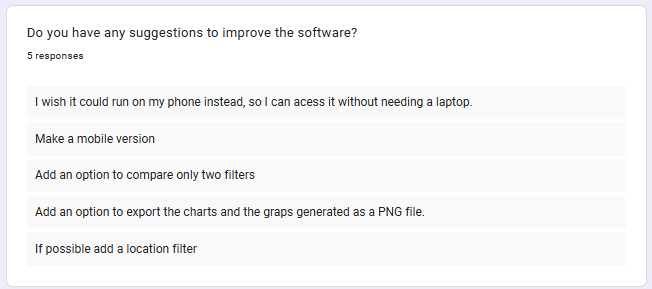 Do you have any suggestions to improve the software?
5 responses
I wish it could run on my phone instead, so I can acess it without needing a laptop.
Make a mobile version
Add an option to compare only two filters
Add an option to export the charts and the graps generated as a PNG file.
If possible add a location filter